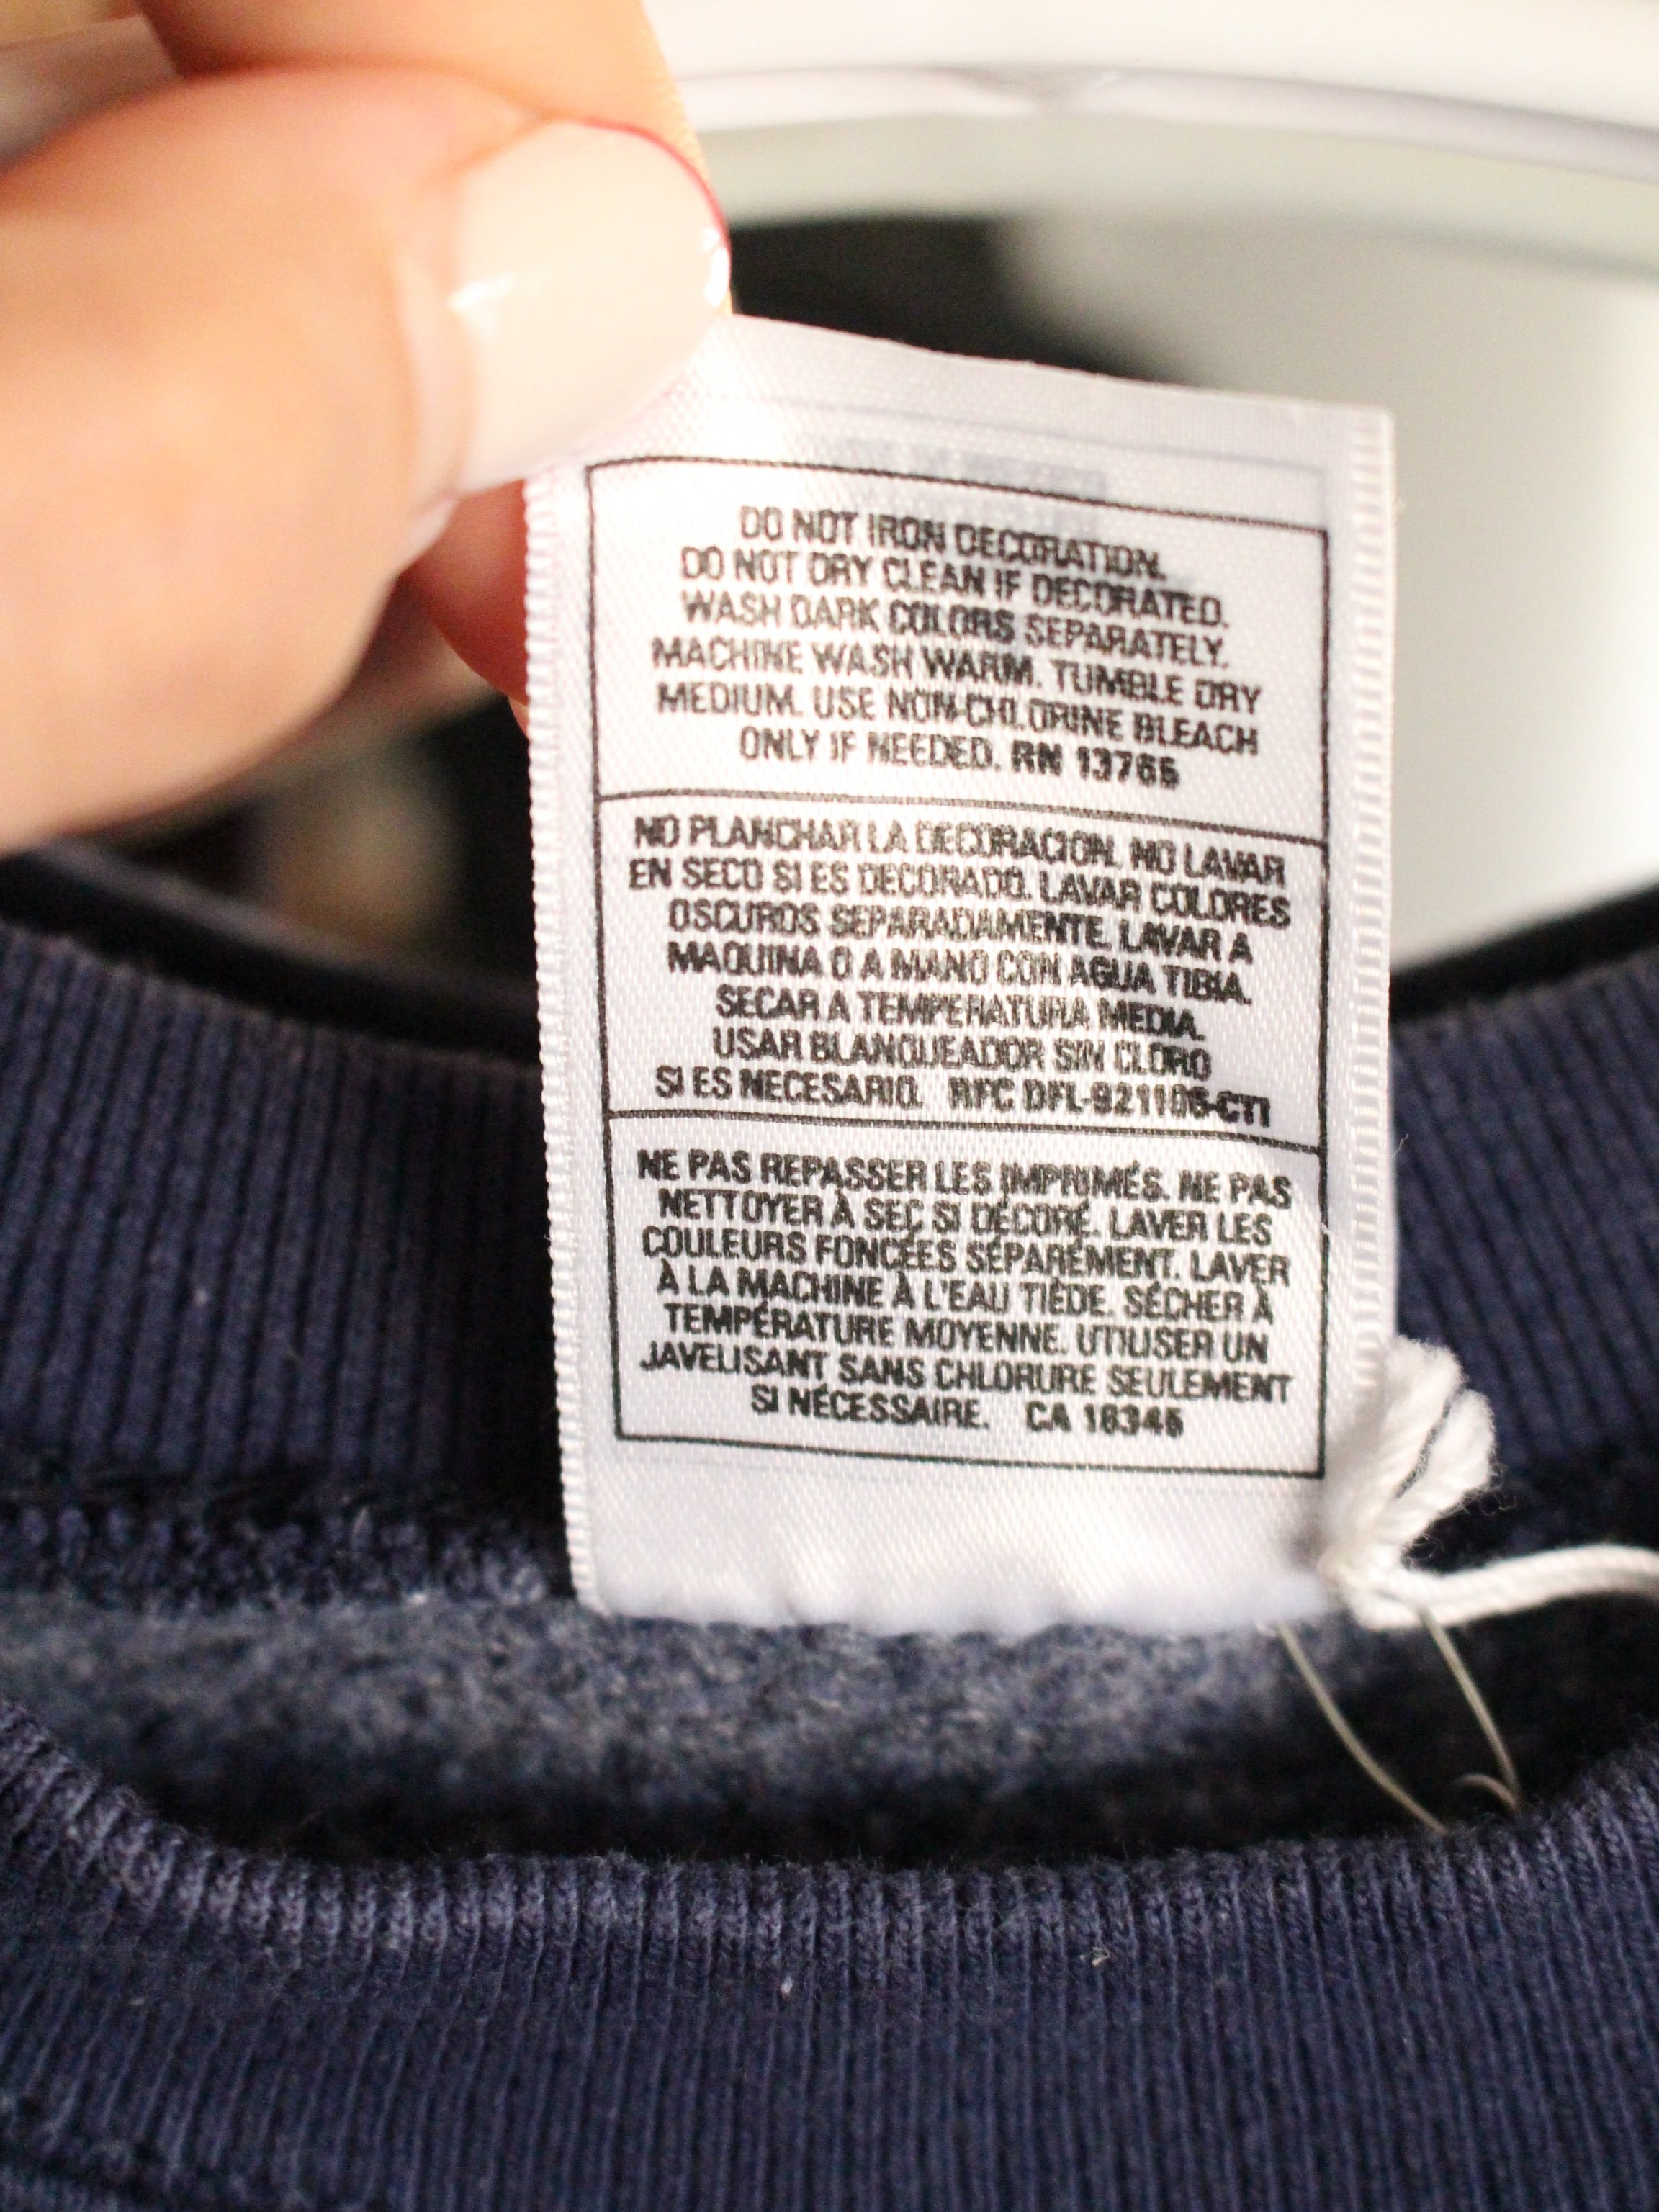 DO NOT IRON DECORATION.
DO NOT DRY CLEAN IF DECORATED.
WASH DARK COLORS SEPARATELY.
MACHINE WASH WARM. TUMBLE DRY
MEDIUM. USE NON-CHLORINE BLEACH
ONLY IF NEEDED. RN 13765
NO PLANCHAR LA DECORACION. NO LAVAR
EN SECO SI ES DECORADO. LAVAR COLORES
OSCUROS SEPARADAMENTE. LAVAR A
MAQUINA O A MANO CON AGUA TIBIA.
SECAR A TEMPERATURA MEDIA.
USAR BLANQUEADOR SIN CLORO
SI ES NECESARIO. RFC DFL-921106-CTI
NE PAS REPASSER LES IMPRIMÉS. NE PAS
NETTOYER À SEC SI DÉCORÉ. LAVER LES
COULEURS FONCÉES SÉPARÉMENT. LAVER
À LA MACHINE À L'EAU TIÈDE. SÉCHER À
TEMPÉRATURE MOYENNE. UTILISER UN
JAVELISANT SANS CHLORURE SEULEMENT
SI NÉCESSAIRE. CA 16346